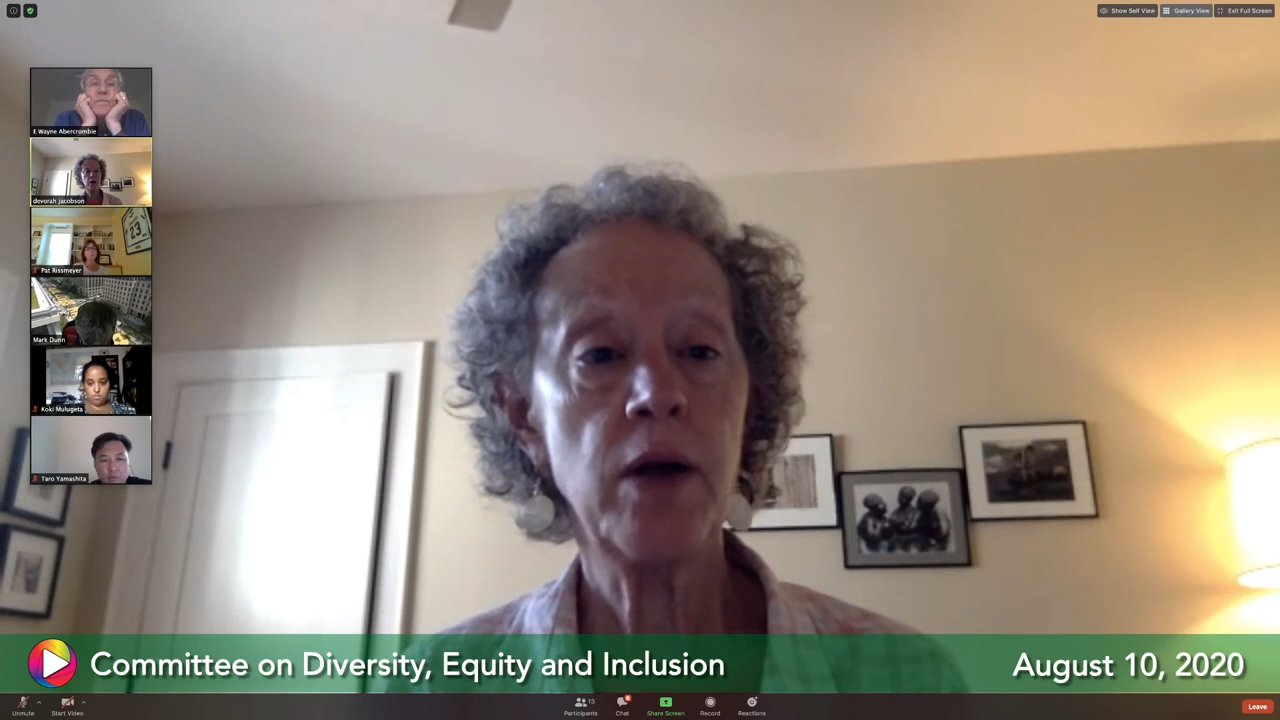 Show Self View
Gallery View
Exit Full Screen
E Wayne Abercrombie
devorah jacobson
Pat Rissmeyer
23
Mark Dunn
Koki Mulugeta
Taro Yamashita
Committee on Diversity, Equity and Inclusion
August 10, 2020
Unmute
Start Video
Participants
13
Chat
Share Screen
Record
Reactions
Leave